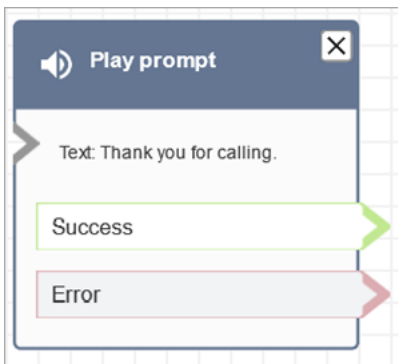 Play prompt
Text: Thank you for calling.
Success
Error